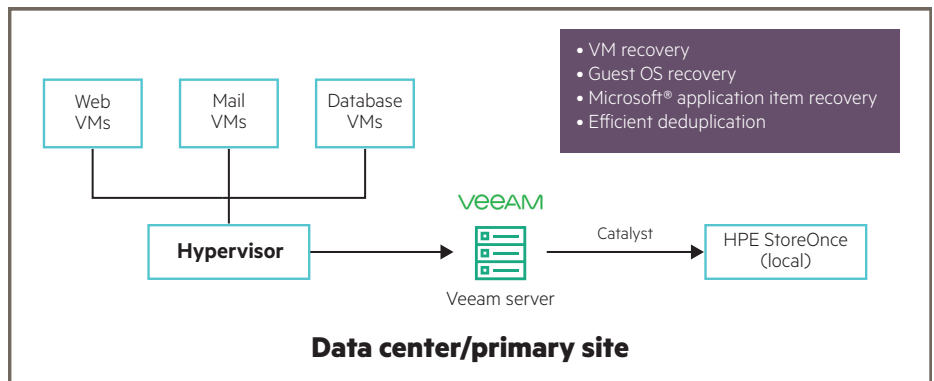 • VM recovery
• Guest OS recovery
• Microsoft® application item recovery
• Efficient deduplication
Web
VMs
Mail
VMs
Database
VMs
Hypervisor
veeam
Veeam server
Catalyst
HPE StoreOnce
(local)
Data center/primary site